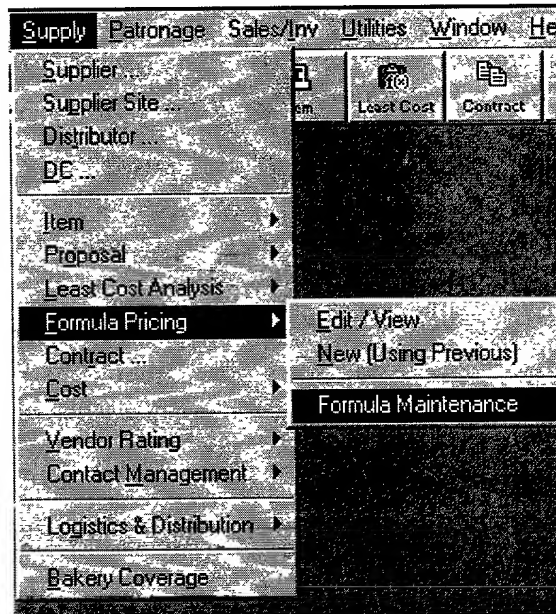 Supply Patronage Sales/Inv Utilities Window He
Least Cost Contract
Supplier ...
Supplier Site ...
Distributor ...
DC ...
Item
Proposal
Least Cost Analysis
Formula Pricing
Edit / View
Contract ...
New (Using Previous)
Cost
Formula Maintenance
Vendor Rating
Contact Management
Logistics & Distribution
Bakery Coverage